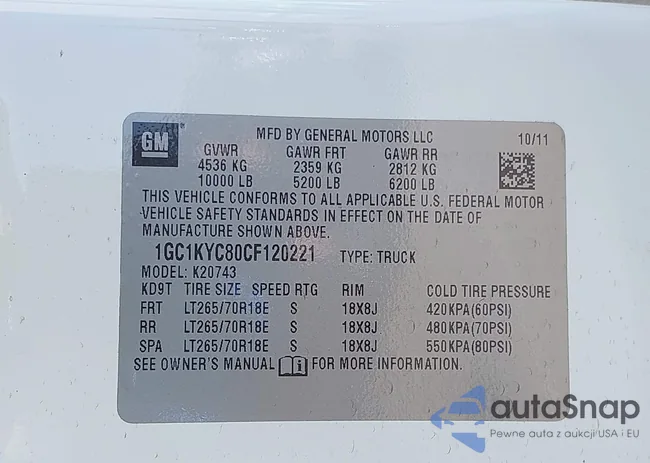 GM
MFD BY GENERAL MOTORS LLC 10/11
GVWR GAWR FRT GAWR RR
4536 KG 2359 KG 2812 KG
10000 LB 5200 LB 6200 LB
THIS VEHICLE CONFORMS TO ALL APPLICABLE U.S. FEDERAL MOTOR
VEHICLE SAFETY STANDARDS IN EFFECT ON THE DATE OF
MANUFACTURE SHOWN ABOVE.
1GC1KYC80CF120221 TYPE: TRUCK
MODEL: K20743
KD9T TIRE SIZE SPEED RTG RIM COLD TIRE PRESSURE
FRT LT265/70R18E S 18X8J 420KPA(60PSI)
RR LT265/70R18E S 18X8J 480KPA(70PSI)
SPA LT265/70R18E S 18X8J 550KPA(80PSI)
SEE OWNER'S MANUAL i FOR MORE INFORMATION.
autaSnap
Pewne auta z aukcji USA i EU